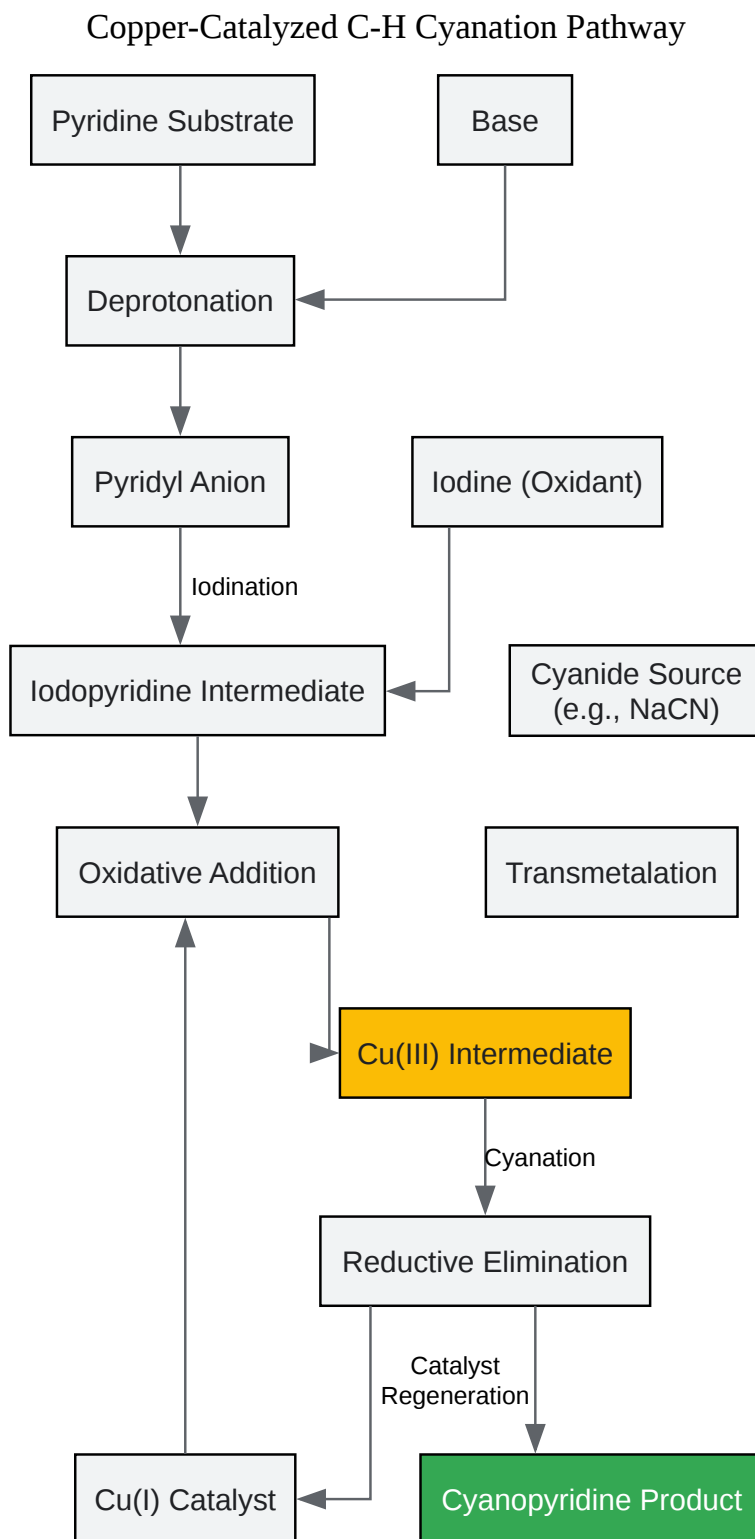 Copper-Catalyzed C-H Cyanation Pathway
Pyridine Substrate
Base
Deprotonation
Pyridyl Anion
Iodine (Oxidant)
Iodination
Iodopyridine Intermediate
Cyanide Source
(e.g., NaCN)
Oxidative Addition
Transmetalation
Cu(III) Intermediate
Cyanation
Reductive Elimination
Catalyst
Regeneration
Cu(I) Catalyst
Cyanopyridine Product